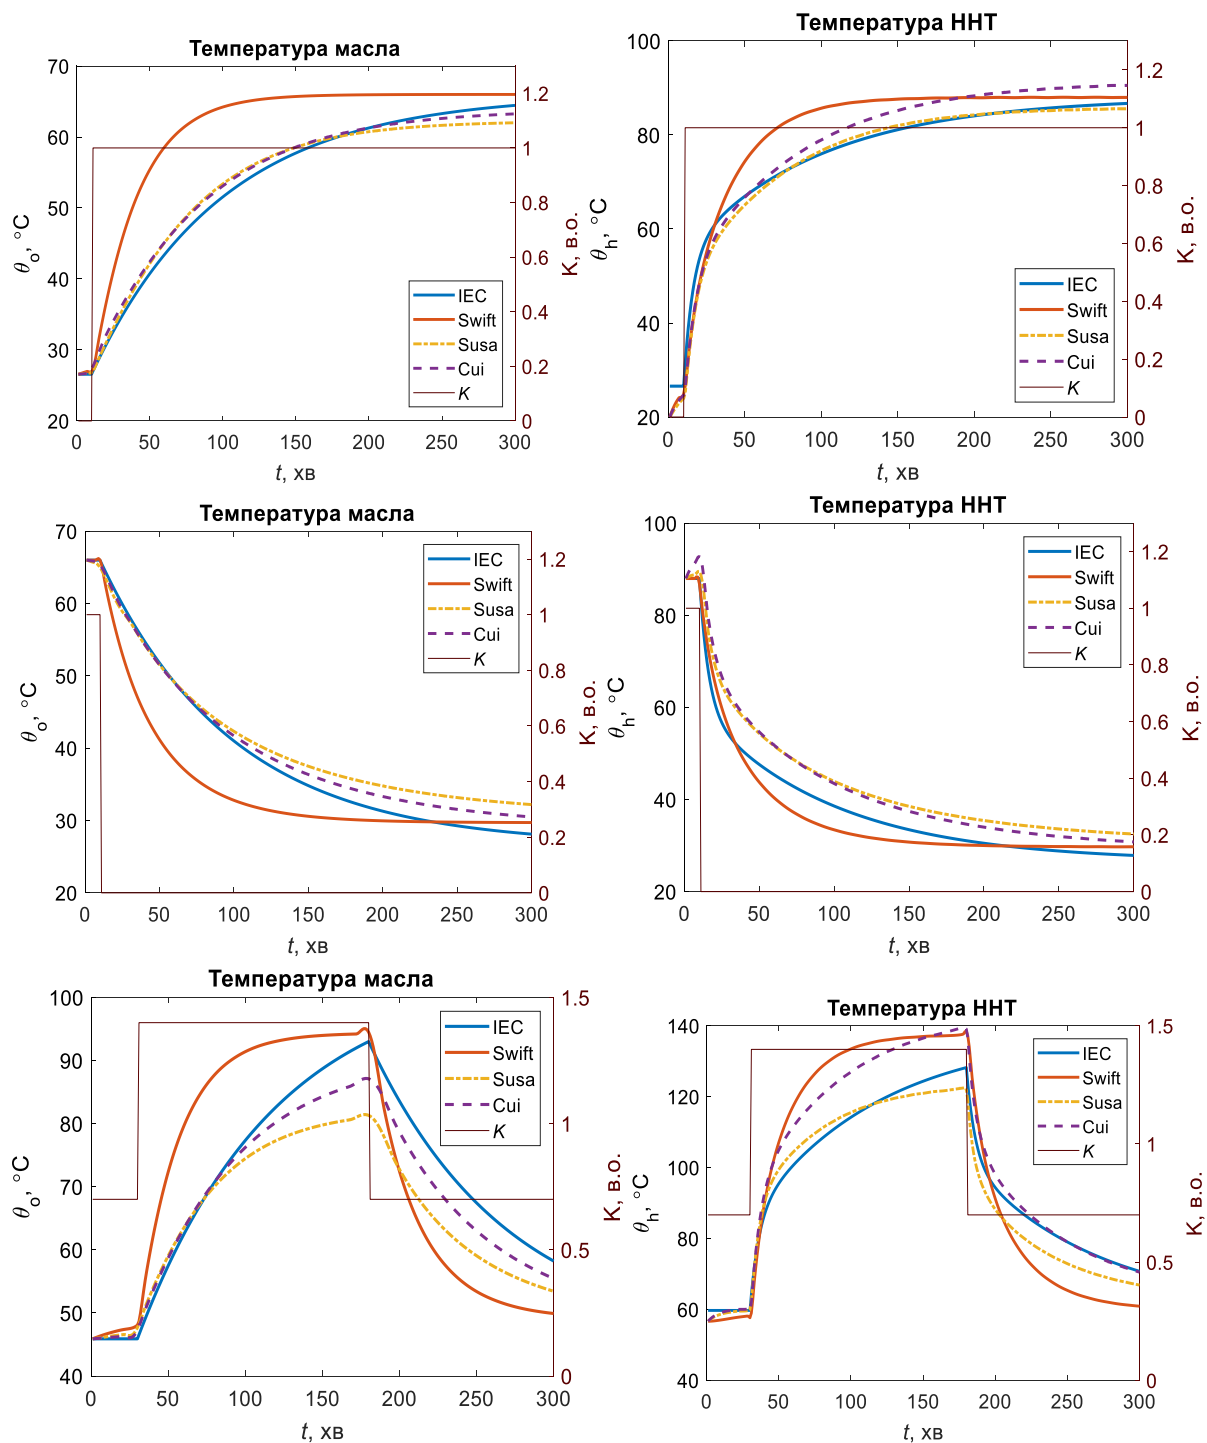 Температура масла
70
60
50
40
30
20
θo, °C
0 50 100 150 200 250 300
t, хв
1.2
1
0.8
0.6
0.4
0.2
0
K, в.о.
IEC
Swift
Susa
Cui
K
Температура ННТ
100
80
60
40
20
θh, °C
0 50 100 150 200 250 300
t, хв
1.2
1
0.8
0.6
0.4
0.2
0
K, в.о.
IEC
Swift
Susa
Cui
K
Температура масла
70
60
50
40
30
20
θo, °C
0 50 100 150 200 250 300
t, хв
1.2
1
0.8
0.6
0.4
0.2
0
K, в.о.
IEC
Swift
Susa
Cui
K
Температура ННТ
100
80
60
40
20
θh, °C
0 50 100 150 200 250 300
t, хв
1.2
1
0.8
0.6
0.4
0.2
0
K, в.о.
IEC
Swift
Susa
Cui
K
Температура масла
100
90
80
70
60
50
40
θo, °C
0 50 100 150 200 250 300
t, хв
1.5
1
0.5
0
K, в.о.
IEC
Swift
Susa
Cui
K
Температура ННТ
140
120
100
80
60
40
θh, °C
0 50 100 150 200 250 300
t, хв
1.5
1
0.5
0
K, в.о.
IEC
Swift
Susa
Cui
K